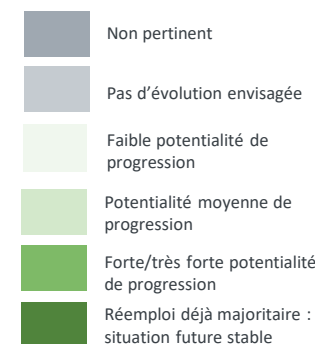 Non pertinent
Pas d’évolution envisagée
Faible potentialité de
progression
Potentialité moyenne de
progression
Forte/très forte potentialité
de progression
Réemploi déjà majoritaire :
situation future stable